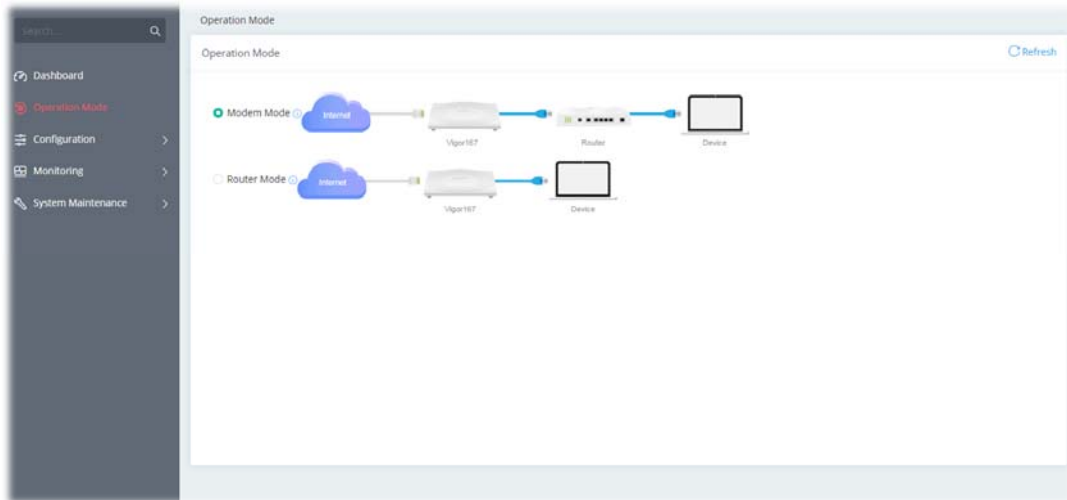 Search...
Dashboard
Operation Mode
Configuration
Monitoring
System Maintenance
Operation Mode
Operation Mode
Refresh
Modem Mode
Internet
Vigor167
Router
Device
Router Mode
Internet
Vigor167
Device